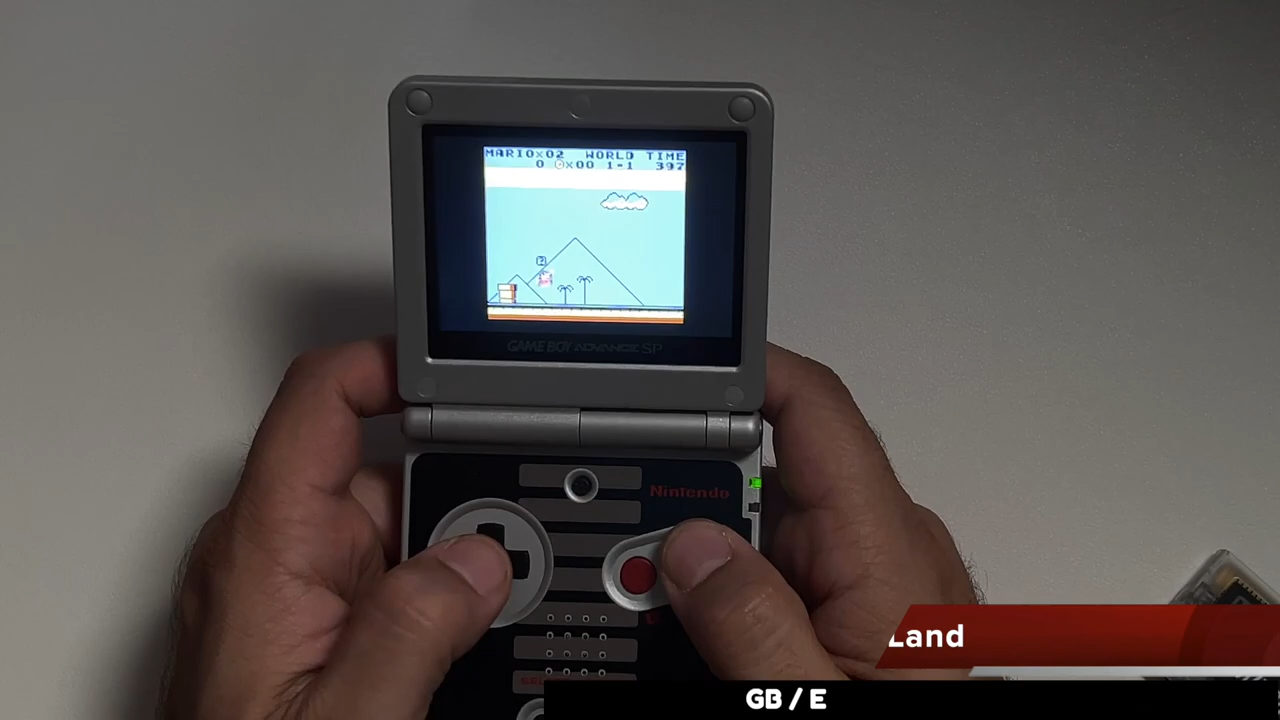 MARIO×02 WORLD TIME
0 ×00 1-1 397
GAME BOY ADVANCE SP
Nintendo
Land
GB / E